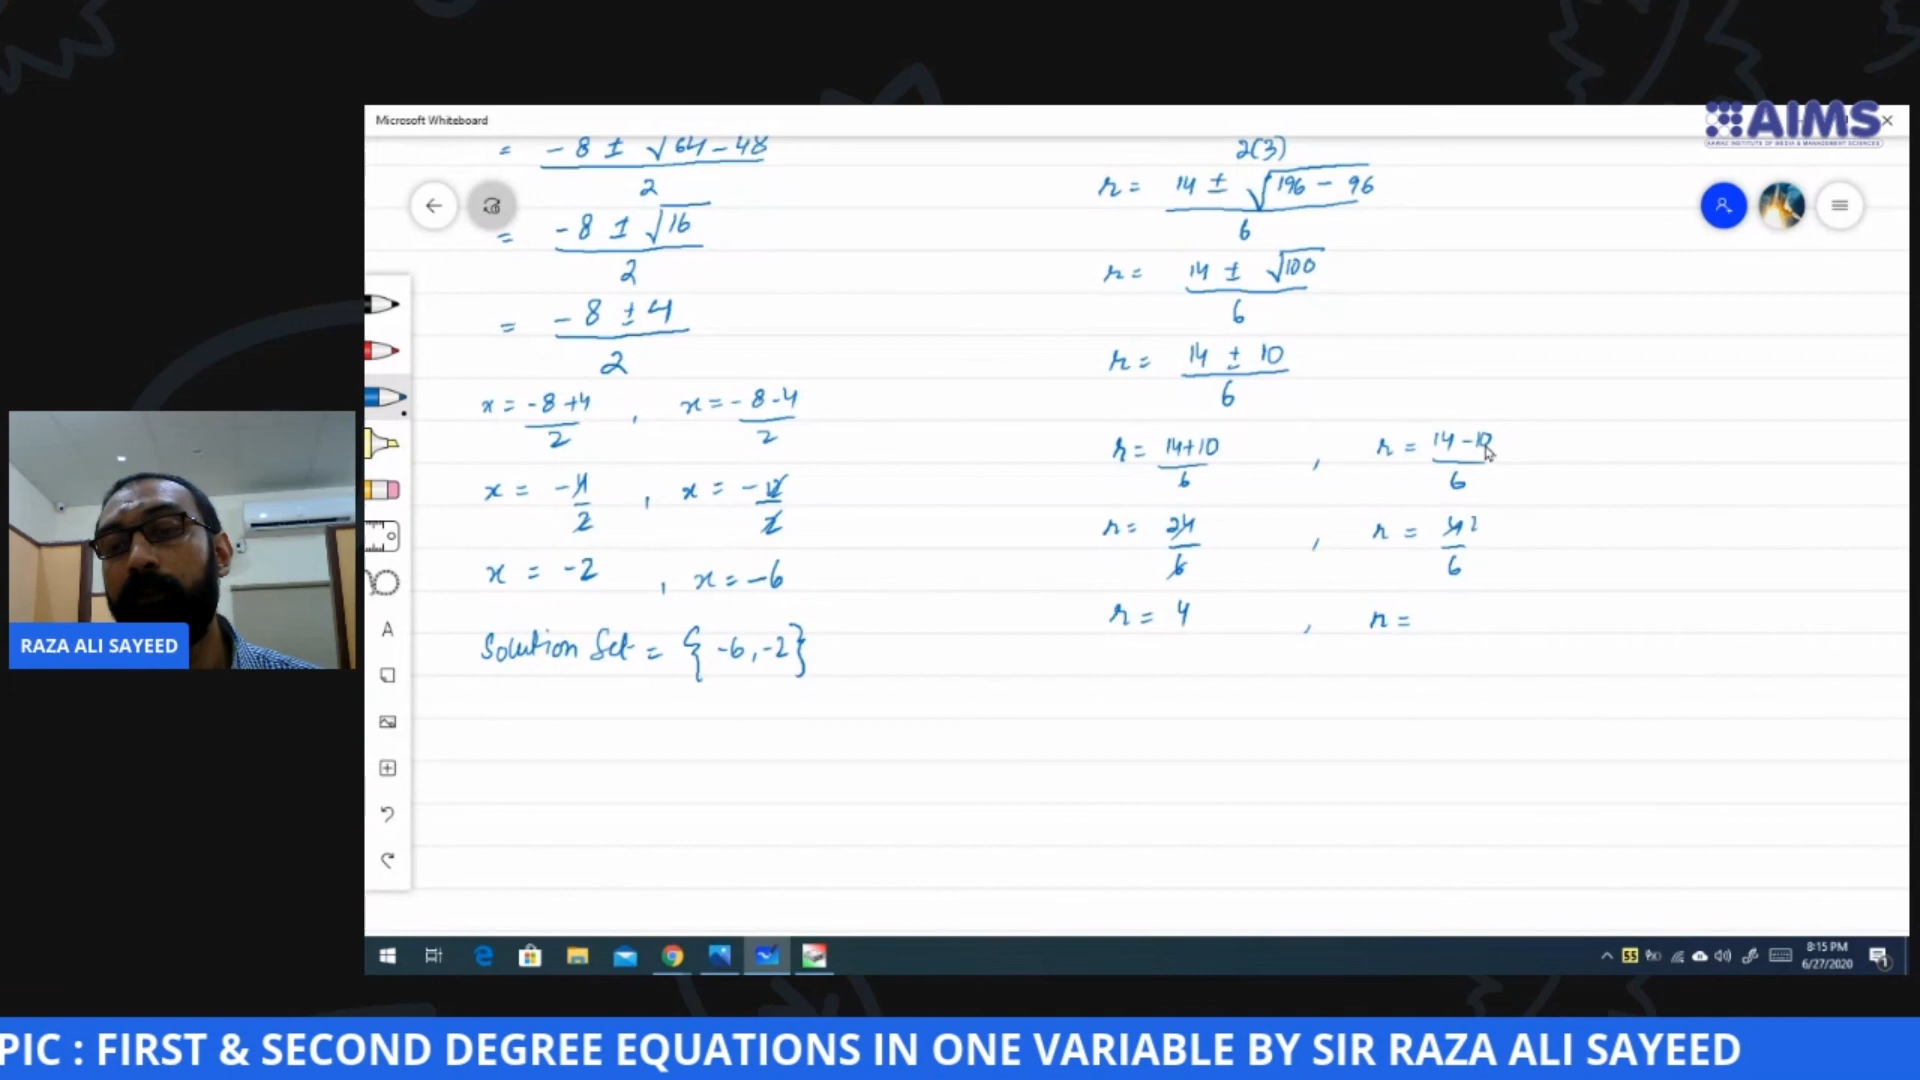 Microsoft Whiteboard
AIMS
= -8 ± √64-48
2
= -8 ± √16
2
= -8 ± 4
2
x = -8+4 , x = -8-4
2 2
x = -4 , x = -12
2 2
x = -2 , x = -6
Solution Set = {-6,-2}
2(3)
r = 14 ± √196 - 96
6
r = 14 ± √100
6
r = 14 ± 10
6
r = 14+10 , r = 14-10
6 6
r = 24 , r = 4 2
6 6
r = 4 , r =
RAZA ALI SAYEED
A
55
8:15 PM
6/27/2020
1
PIC : FIRST & SECOND DEGREE EQUATIONS IN ONE VARIABLE BY SIR RAZA ALI SAYEED